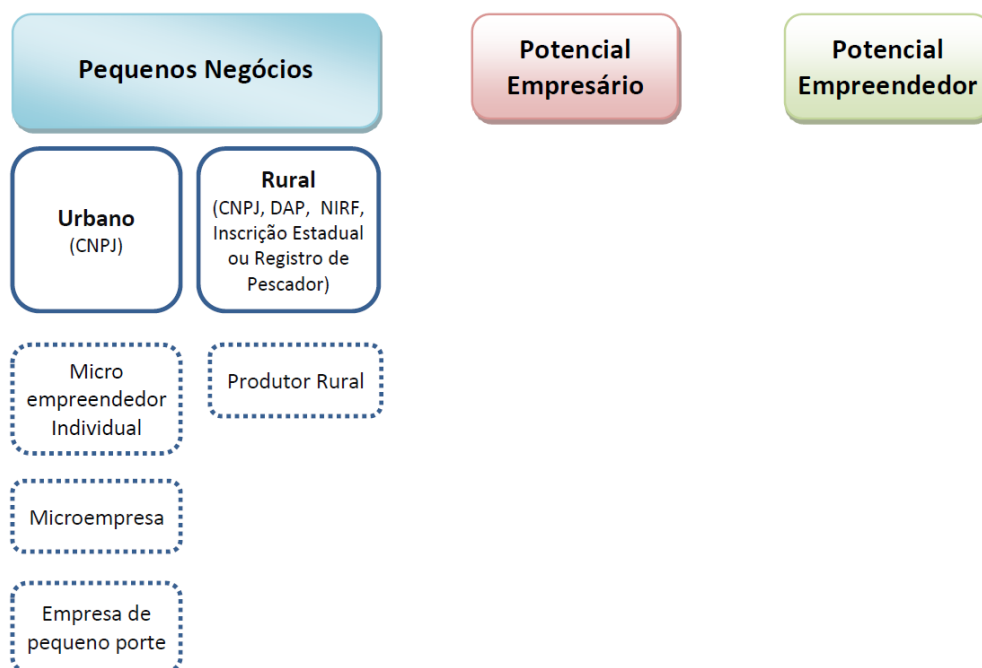 Pequenos Negócios
Potencial
Empresário
Potencial
Empreendedor
Urbano
(CNPJ)
Rural
(CNPJ, DAP, NIRF,
Inscrição Estadual
ou Registro de
Pescador)
Micro
empreendedor
Individual
Produtor Rural
Microempresa
Empresa de
pequeno porte